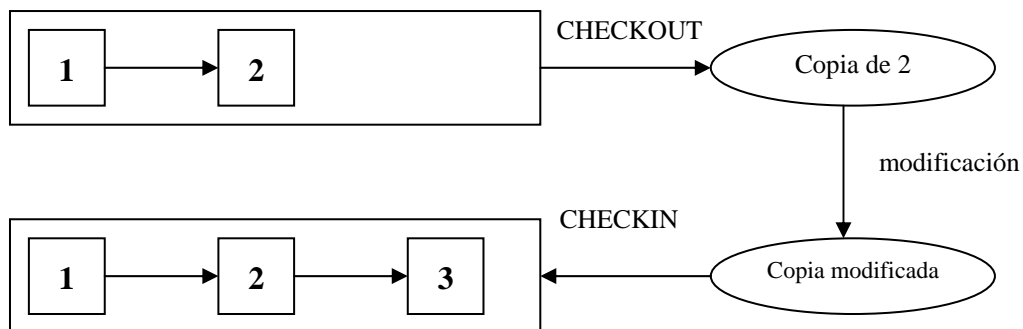 CHECKOUT
1 2
Copia de 2
modificación
CHECKIN
1 2 3
Copia modificada